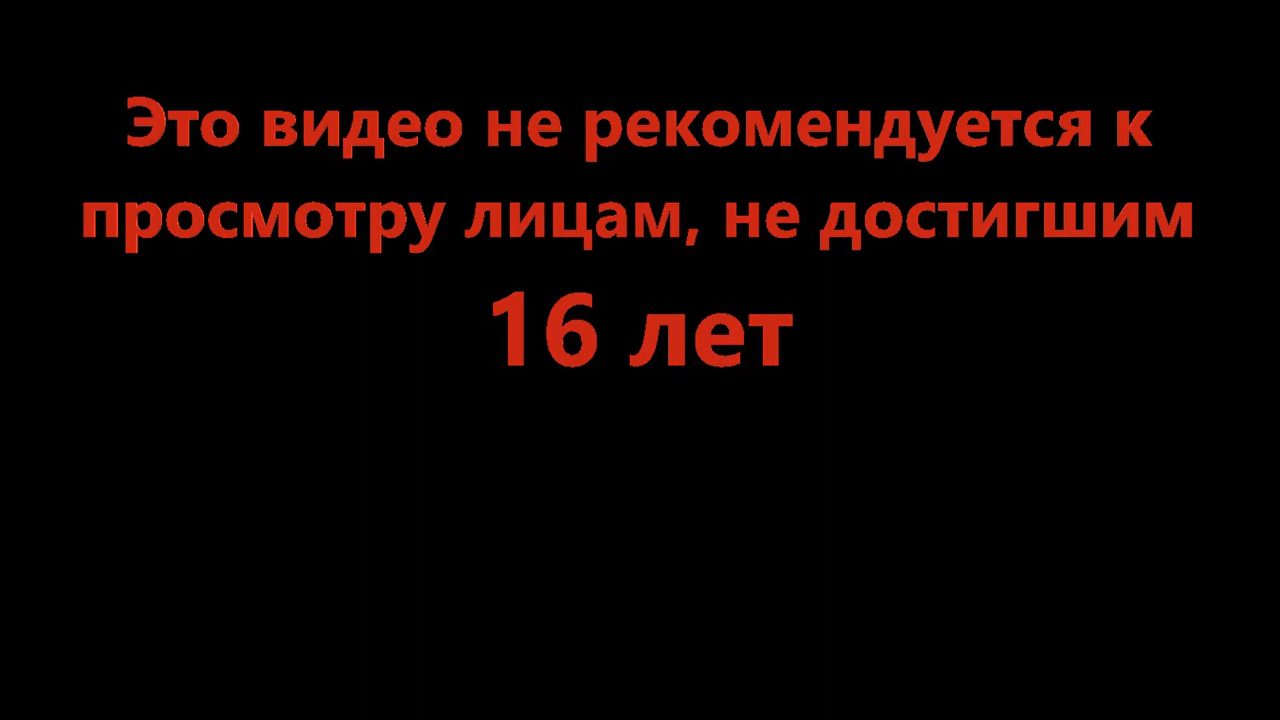 Это видео не рекомендуется к
просмотру лицам, не достигшим
16 лет